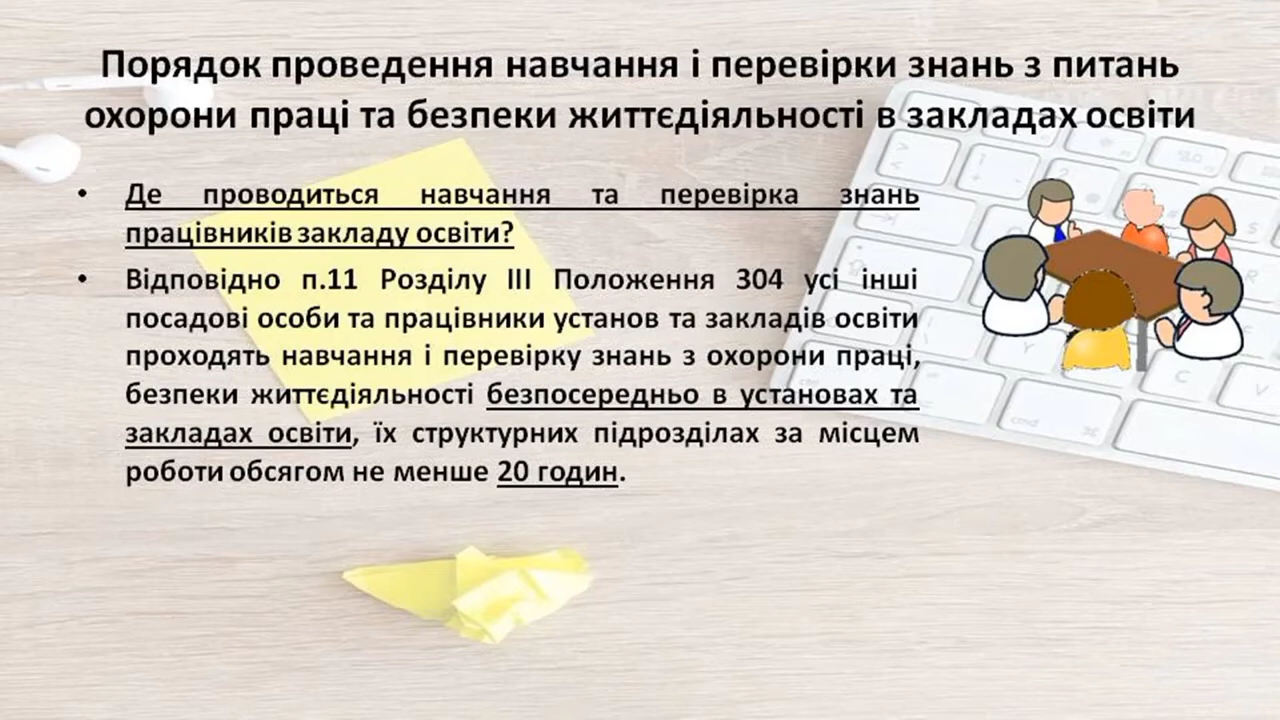 Порядок проведення навчання і перевірки знань з питань
охорони праці та безпеки життєдіяльності в закладах освіти
• Де проводиться навчання та перевірка знань
працівників закладу освіти?
• Відповідно п.11 Розділу ІІІ Положення 304 усі інші
посадові особи та працівники установ та закладів освіти
проходять навчання і перевірку знань з охорони праці,
безпеки життєдіяльності безпосередньо в установах та
закладах освіти, їх структурних підрозділах за місцем
роботи обсягом не менше 20 годин.